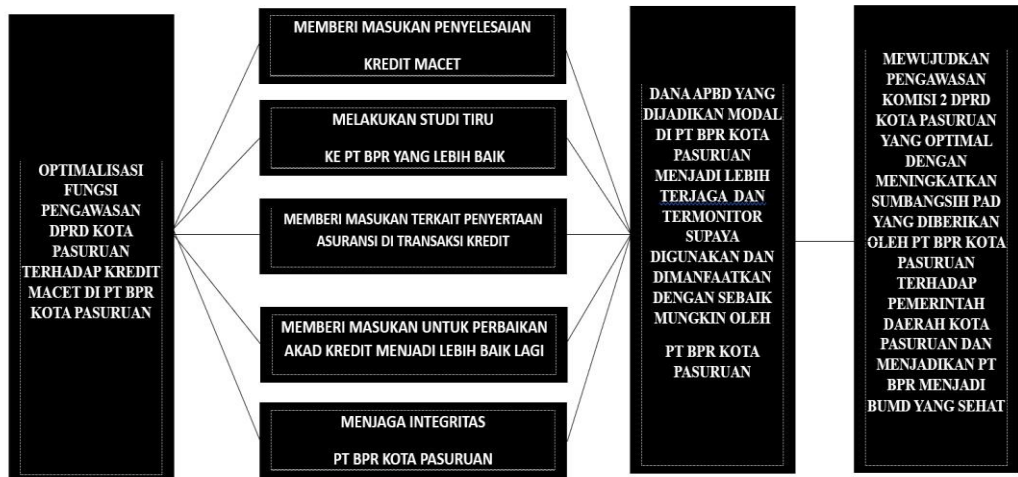 OPTIMALISASI
FUNGSI
PENGAWASAN
DPRD KOTA
PASURUAN
TERHADAP KREDIT
MACET DI PT BPR
KOTA PASURUAN
MEMBERI MASUKAN PENYELESAIAN
KREDIT MACET
MELAKUKAN STUDI TIRU
KE PT BPR YANG LEBIH BAIK
MEMBERI MASUKAN TERKAIT PENYERTAAN
ASURANSI DI TRANSAKSI KREDIT
MEMBERI MASUKAN UNTUK PERBAIKAN
AKAD KREDIT MENJADI LEBIH BAIK LAGI
MENJAGA INTEGRITAS
PT BPR KOTA PASURUAN
DANA APBD YANG
DIJADIKAN MODAL
DI PT BPR KOTA
PASURUAN
MENJADI LEBIH
TERJAGA DAN
TERMONITOR
SUPAYA
DIGUNAKAN DAN
DIMANFAATKAN
DENGAN SEBAIK
MUNGKIN OLEH
PT BPR KOTA
PASURUAN
MEWUJUDKAN
PENGAWASAN
KOMISI 2 DPRD
KOTA PASURUAN
YANG OPTIMAL
DENGAN
MENINGKATKAN
SUMBANGSIH PAD
YANG DIBERIKAN
OLEH PT BPR KOTA
PASURUAN
TERHADAP
PEMERINTAH
DAERAH KOTA
PASURUAN DAN
MENJADIKAN PT
BPR MENJADI
BUMD YANG SEHAT